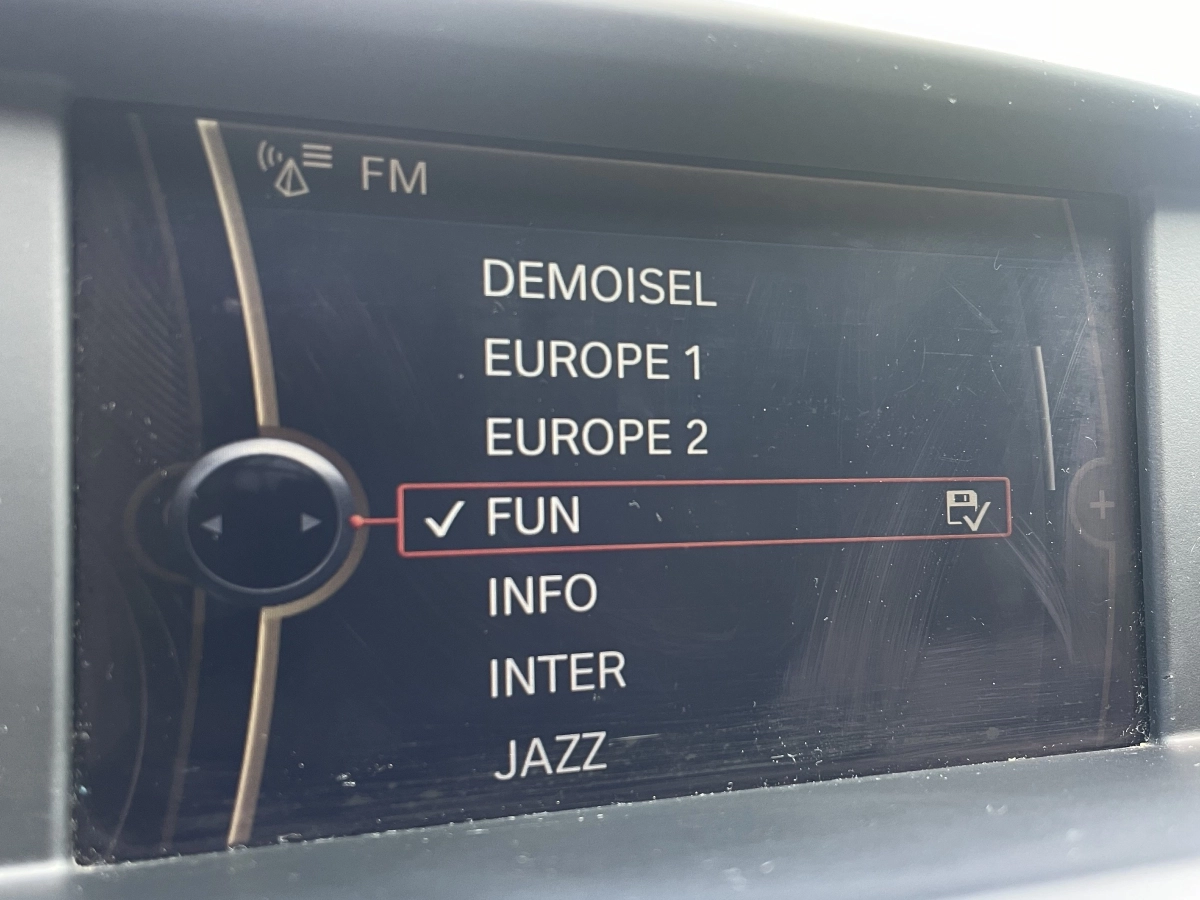 FM
DEMOISEL
EUROPE 1
EUROPE 2
FUN
INFO
INTER
JAZZ